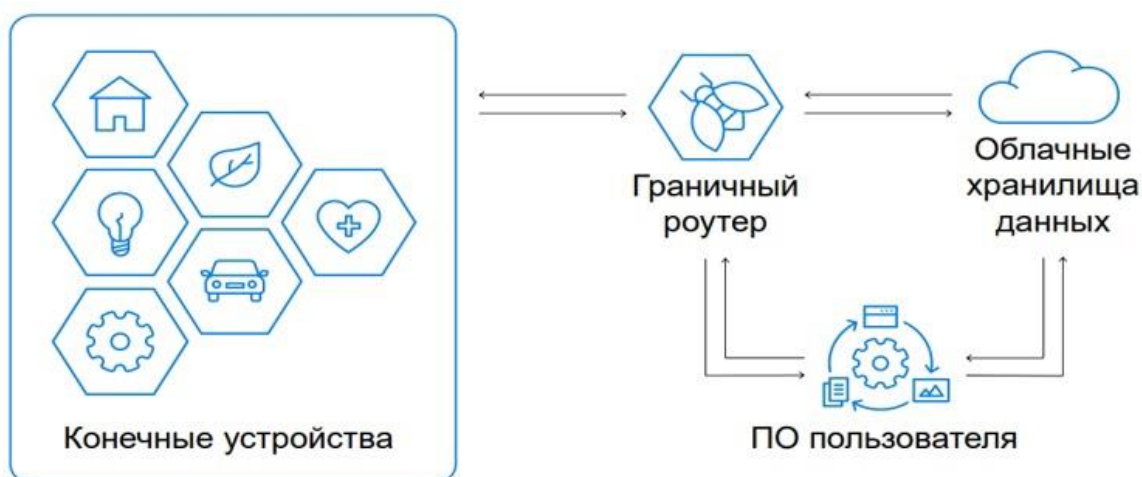 Граничный
роутер
Облачные
хранилища
данных
Конечные устройства
ПО пользователя